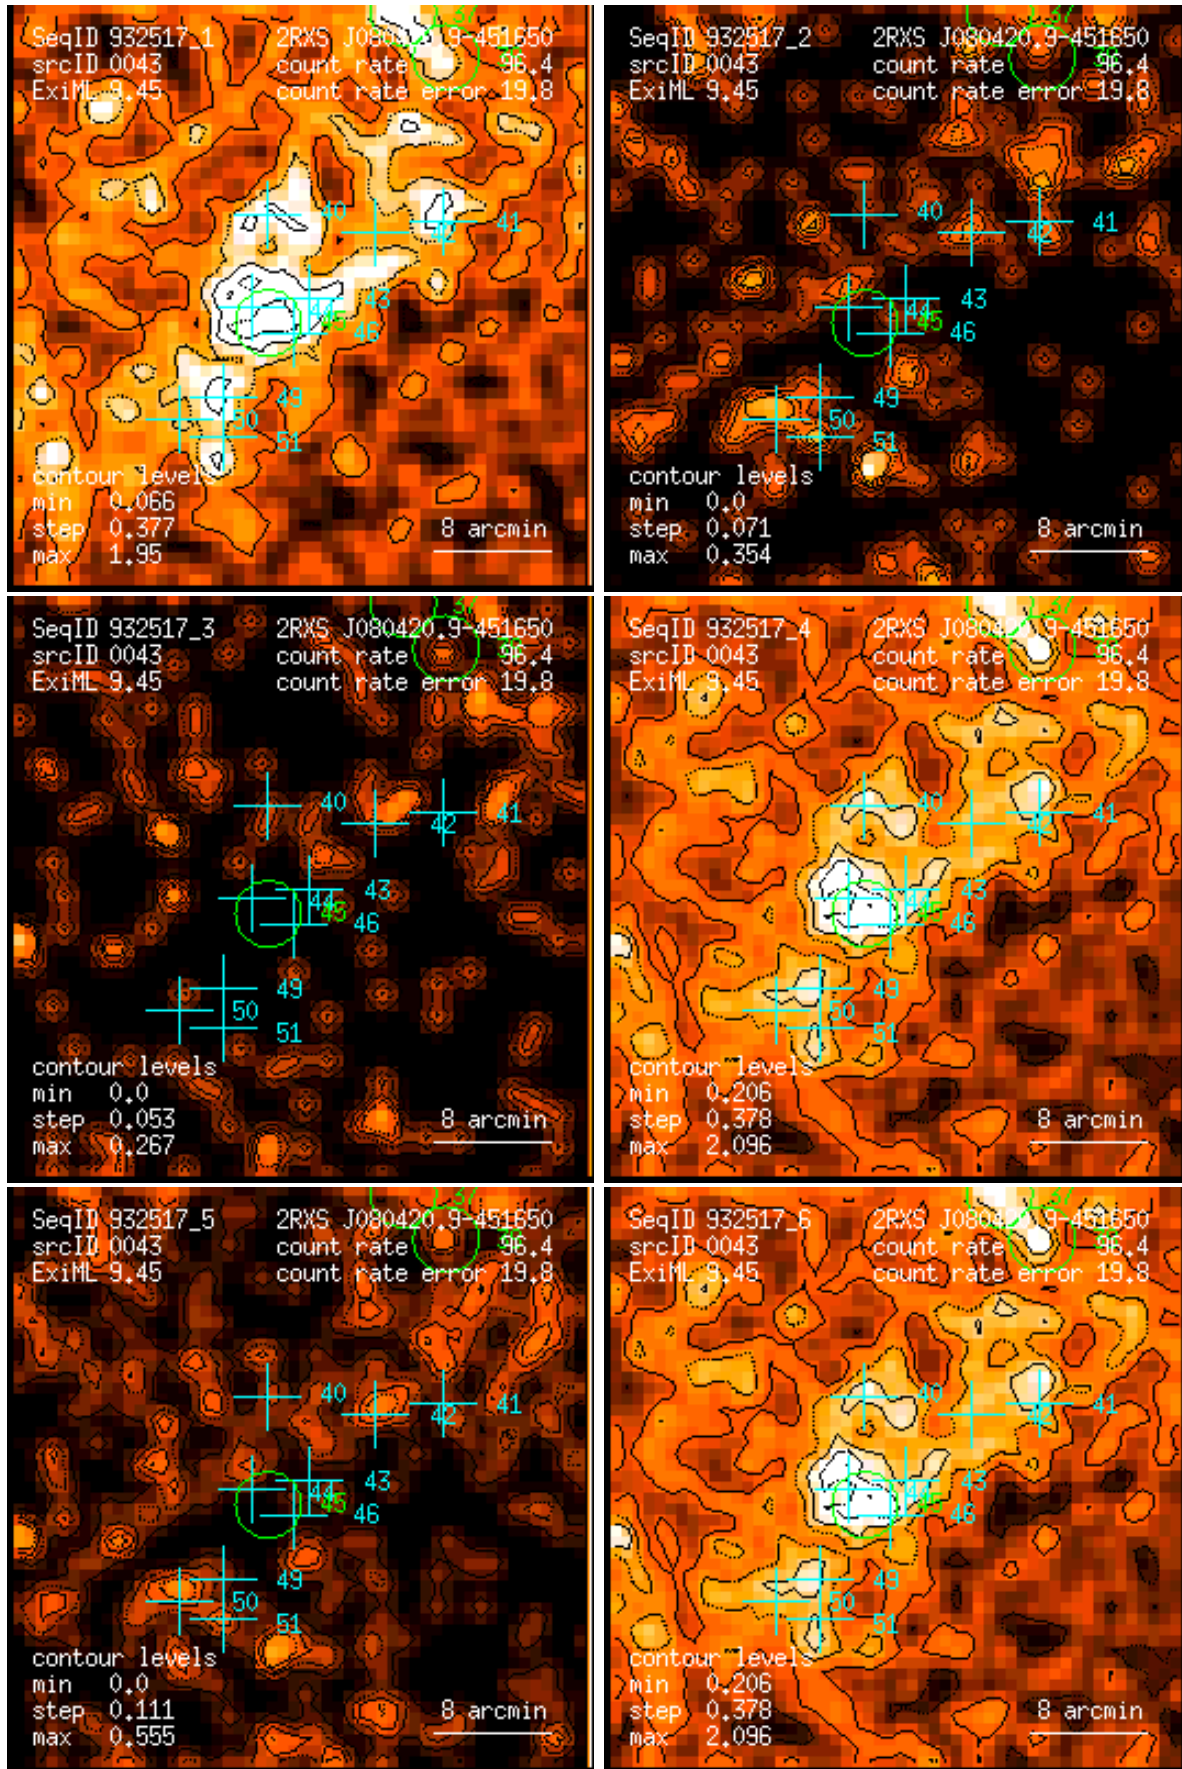 37
SeqID 932517_1 2RXS J080420.9-451650
srcID 0043 count rate 96.4
ExiML 9.45 count rate error 19.8
40
41
42
43
44
45
46
49
50
51
contour levels
min 0.066
step 0.377 8 arcmin
max 1.95
37
SeqID 932517_2 2RXS J080420.9-451650
srcID 0043 count rate 96.4
ExiML 9.45 count rate error 19.8
40
41
42
43
44
45
46
49
50
51
contour levels
min 0.0
step 0.071 8 arcmin
max 0.354
37
SeqID 932517_3 2RXS J080420.9-451650
srcID 0043 count rate 96.4
ExiML 9.45 count rate error 19.8
40
41
42
43
44
45
46
49
50
51
contour levels
min 0.0
step 0.053 8 arcmin
max 0.267
37
SeqID 932517_4 2RXS J080420.9-451650
srcID 0043 count rate 96.4
ExiML 9.45 count rate error 19.8
40
41
42
43
44
45
46
49
50
51
contour levels
min 0.206
step 0.378 8 arcmin
max 2.096
37
SeqID 932517_5 2RXS J080420.9-451650
srcID 0043 count rate 96.4
ExiML 9.45 count rate error 19.8
40
41
42
43
44
45
46
49
50
51
contour levels
min 0.0
step 0.111 8 arcmin
max 0.555
37
SeqID 932517_6 2RXS J080420.9-451650
srcID 0043 count rate 96.4
ExiML 9.45 count rate error 19.8
40
41
42
43
44
45
46
49
50
51
contour levels
min 0.206
step 0.378 8 arcmin
max 2.096